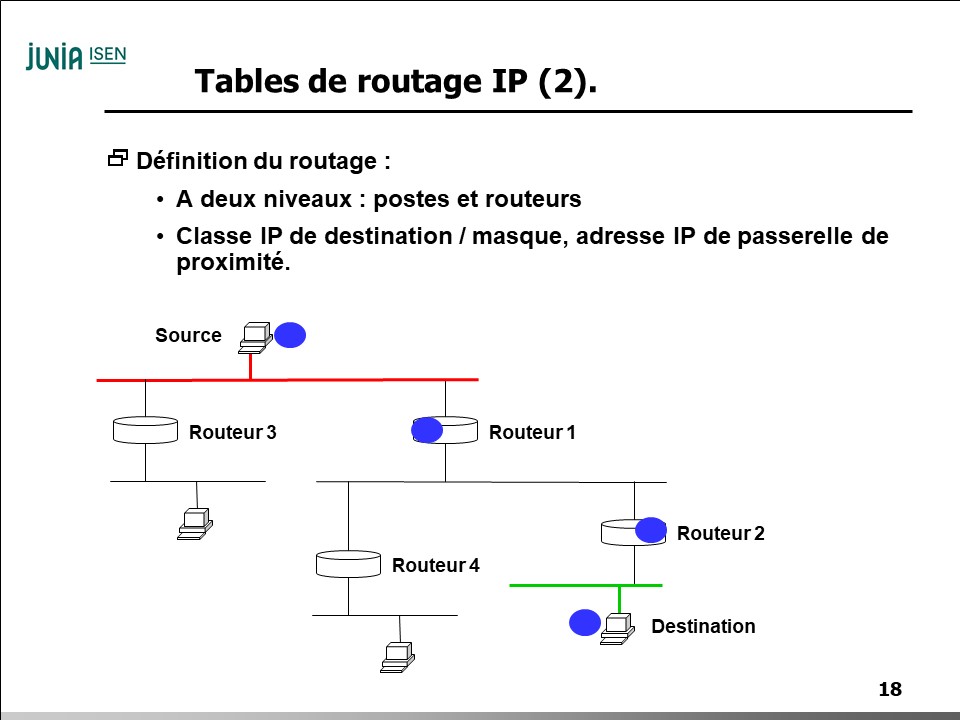 JUNIA ISEN
Tables de routage IP (2).
Définition du routage :
• A deux niveaux : postes et routeurs
• Classe IP de destination / masque, adresse IP de passerelle de
proximité.
Source
Routeur 3
Routeur 1
Routeur 2
Routeur 4
Destination
18